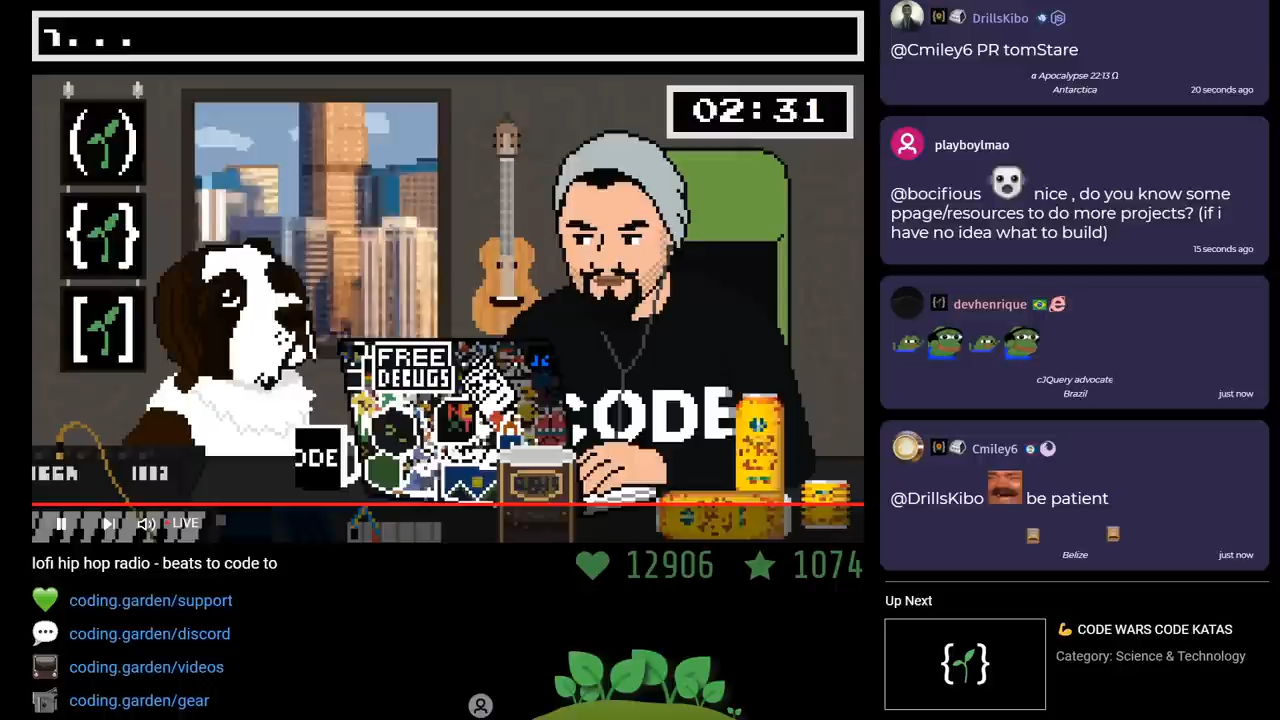 ...
02:31
FREE
DEBUGS
CODE
ODE
LIVE
lofi hip hop radio - beats to code to
12906
1074
coding.garden/support
coding.garden/discord
coding.garden/videos
coding.garden/gear
DrillsKibo
@Cmiley6 PR tomStare
α Apocalypse 22:13 Ω
Antarctica
20 seconds ago
playboylmao
@bocifious nice , do you know some
ppage/resources to do more projects? (if i
have no idea what to build)
15 seconds ago
devhenrique
cJQuery advocate
Brazil
just now
Cmiley6
@DrillsKibo be patient
Belize
just now
Up Next
💪 CODE WARS CODE KATAS
Category: Science & Technology